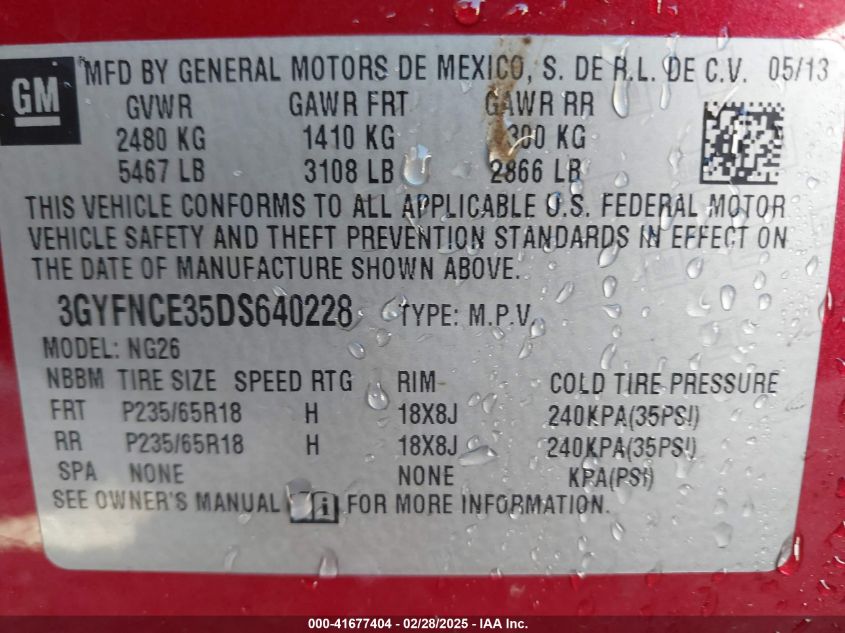 GM
MFD BY GENERAL MOTORS DE MEXICO, S. DE R.L. DE C.V. 05/13
GVWR GAWR FRT GAWR RR
2480 KG 1410 KG 300 KG
5467 LB 3108 LB 2866 LB
THIS VEHICLE CONFORMS TO ALL APPLICABLE U.S. FEDERAL MOTOR
VEHICLE SAFETY AND THEFT PREVENTION STANDARDS IN EFFECT ON
THE DATE OF MANUFACTURE SHOWN ABOVE.
3GYFNCE35DS640228 TYPE: M.P.V.
MODEL: NG26
NBBM TIRE SIZE SPEED RTG RIM COLD TIRE PRESSURE
FRT P235/65R18 H 18X8J 240KPA(35PSI)
RR P235/65R18 H 18X8J 240KPA(35PSI)
SPA NONE NONE KPA(PSI)
SEE OWNER'S MANUAL FOR MORE INFORMATION.
000-41677404 - 02/28/2025 - IAA Inc.